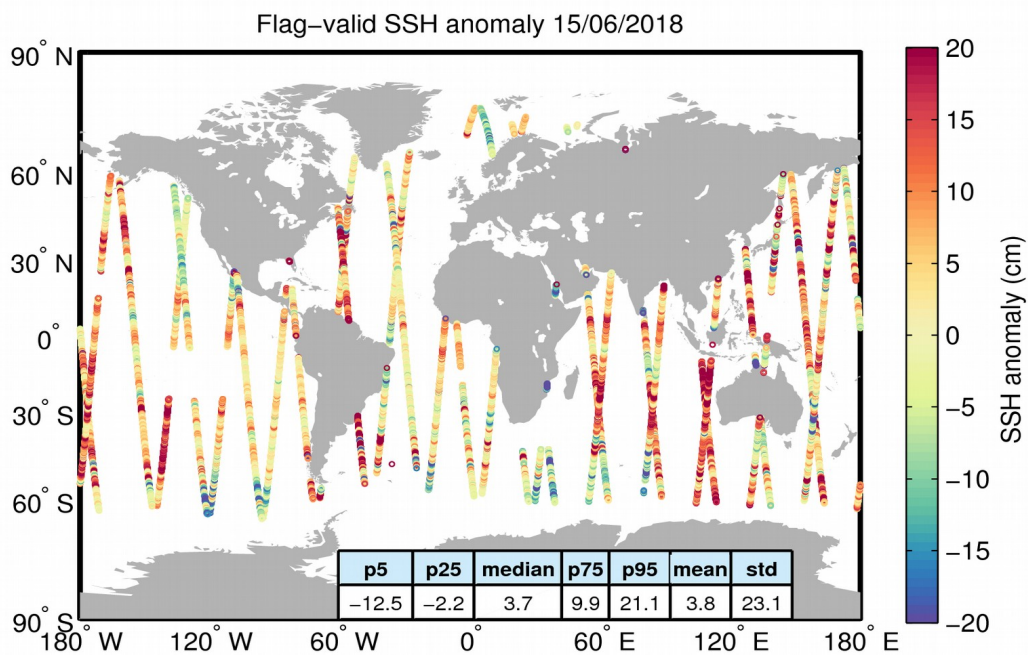 Flag−valid SSH anomaly 15/06/2018
90° N
60° N
30° N
0°
30° S
60° S
90° S
180° W 120° W 60° W 0° 60° E 120° E 180° E
p5 p25 median p75 p95 mean std
−12.5 −2.2 3.7 9.9 21.1 3.8 23.1
20
15
10
5
0
−5
−10
−15
−20
SSH anomaly (cm)